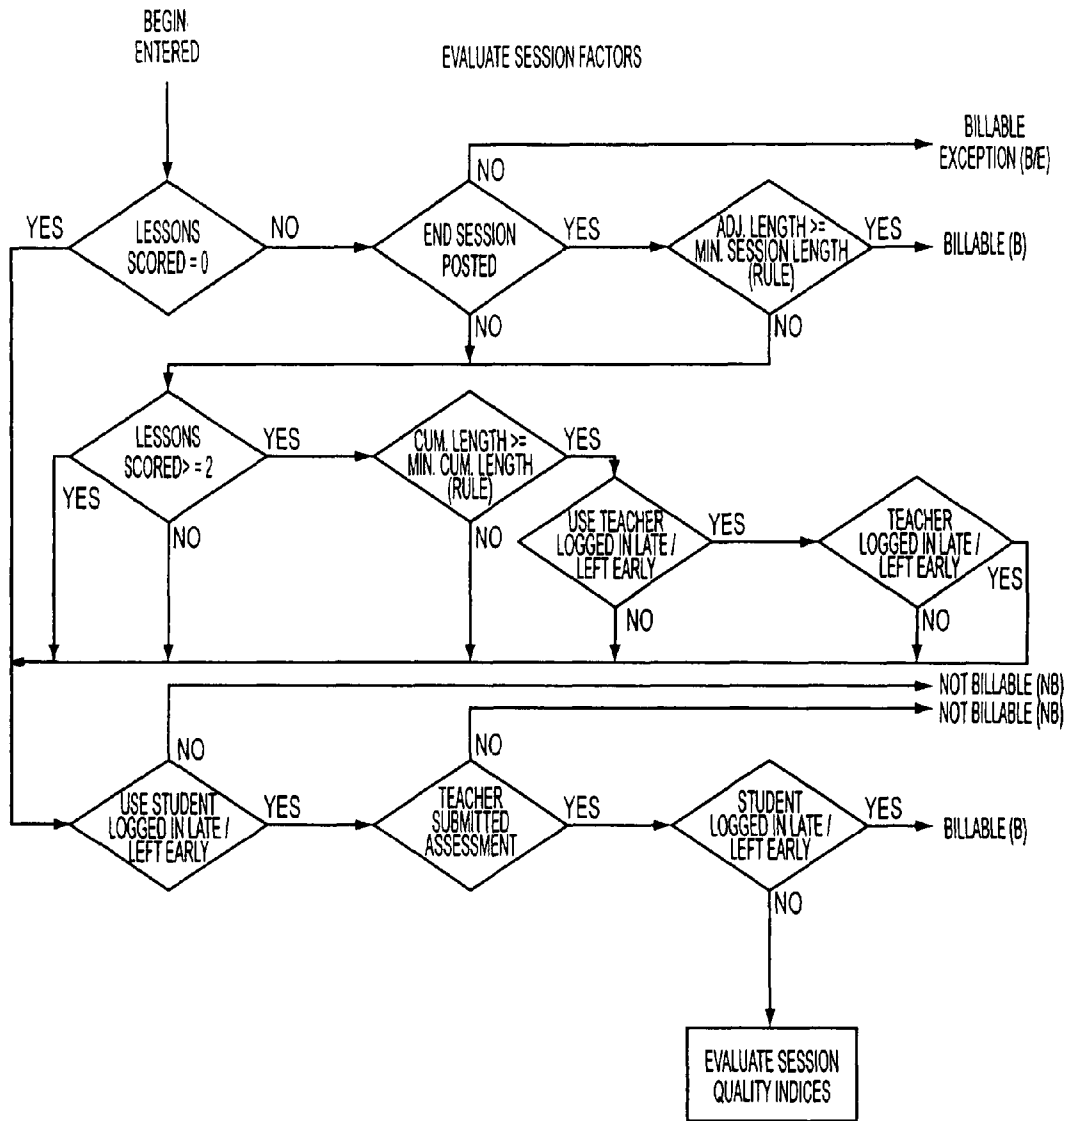 BEGIN
ENTERED
EVALUATE SESSION FACTORS
BILLABLE
EXCEPTION (B/E)
NO
YES
LESSONS
SCORED = 0
NO
END SESSION
POSTED
YES
ADJ. LENGTH >=
MIN. SESSION LENGTH
(RULE)
YES
BILLABLE (B)
NO
NO
LESSONS
SCORED> = 2
YES
CUM. LENGTH >=
MIN. CUM. LENGTH
(RULE)
YES
YES
NO
NO
USE TEACHER
LOGGED IN LATE /
LEFT EARLY
YES
TEACHER
LOGGED IN LATE /
LEFT EARLY
YES
NO
NO
NOT BILLABLE (NB)
NOT BILLABLE (NB)
NO
NO
USE STUDENT
LOGGED IN LATE /
LEFT EARLY
YES
TEACHER
SUBMITTED
ASSESSMENT
YES
STUDENT
LOGGED IN LATE /
LEFT EARLY
YES
BILLABLE (B)
NO
EVALUATE SESSION
QUALITY INDICES